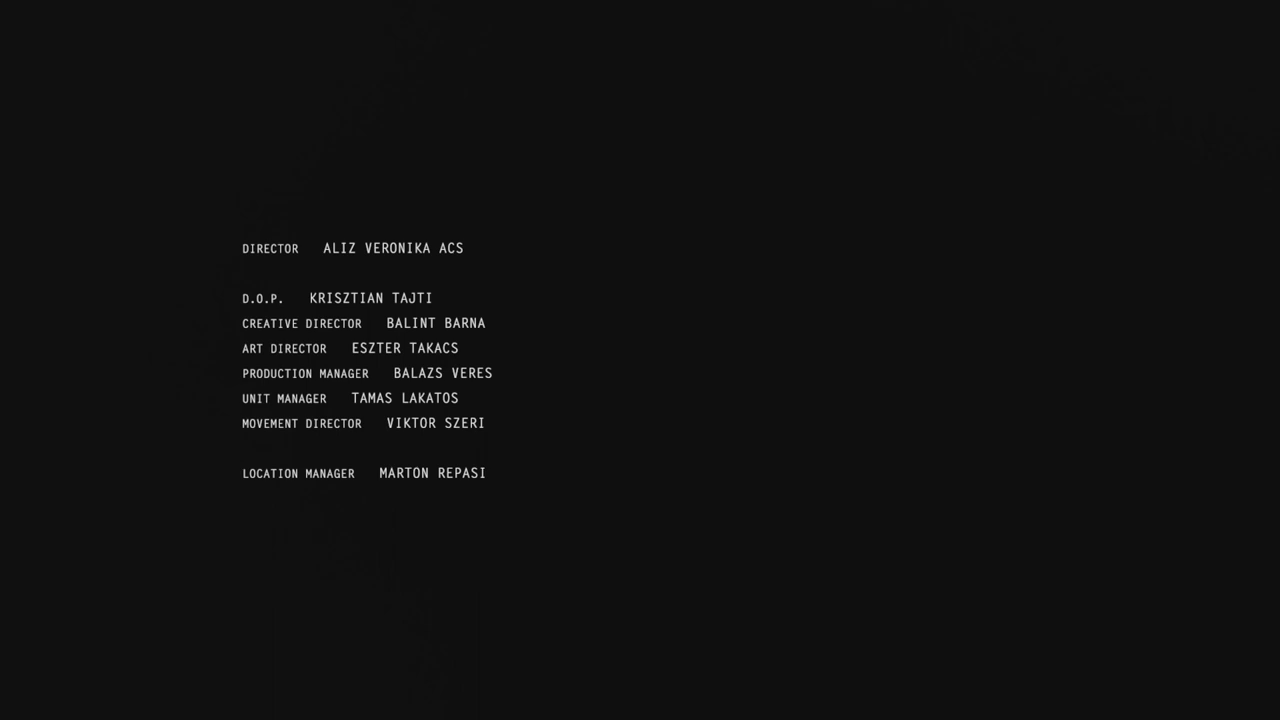 DIRECTOR ALIZ VERONIKA ACS
D.O.P. KRISZTIAN TAJTI
CREATIVE DIRECTOR BALINT BARNA
ART DIRECTOR ESZTER TAKACS
PRODUCTION MANAGER BALAZS VERES
UNIT MANAGER TAMAS LAKATOS
MOVEMENT DIRECTOR VIKTOR SZERI
LOCATION MANAGER MARTON REPASI